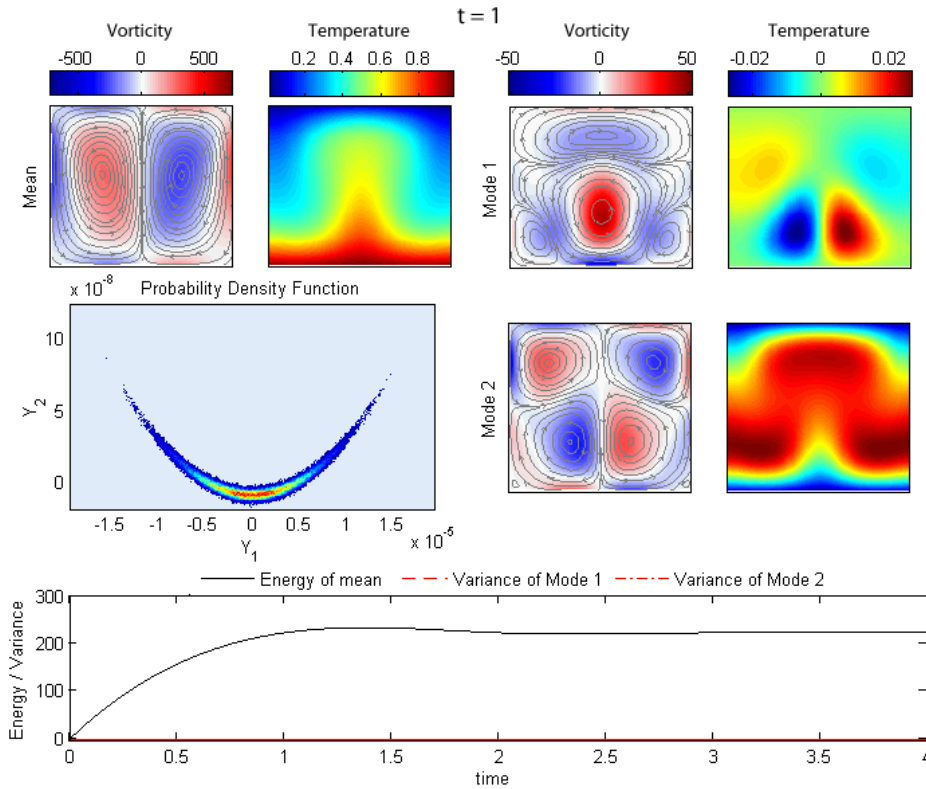 t = 1
Vorticity Temperature Vorticity Temperature
-5000 0 5000 0.2 0.4 0.6 0.8 -50 0 50 -0.02 0 0.02
Mean
Mode 1
x 10^-8 Probability Density Function
10
5
0
Y_2
-1.5 -1 -0.5 0 0.5 1 1.5
Y_1 x 10^-5
Mode 2
Energy of mean Variance of Mode 1 Variance of Mode 2
300
200
100
0
Energy / Variance
0 0.5 1 1.5 2 2.5 3 3.5 4
time